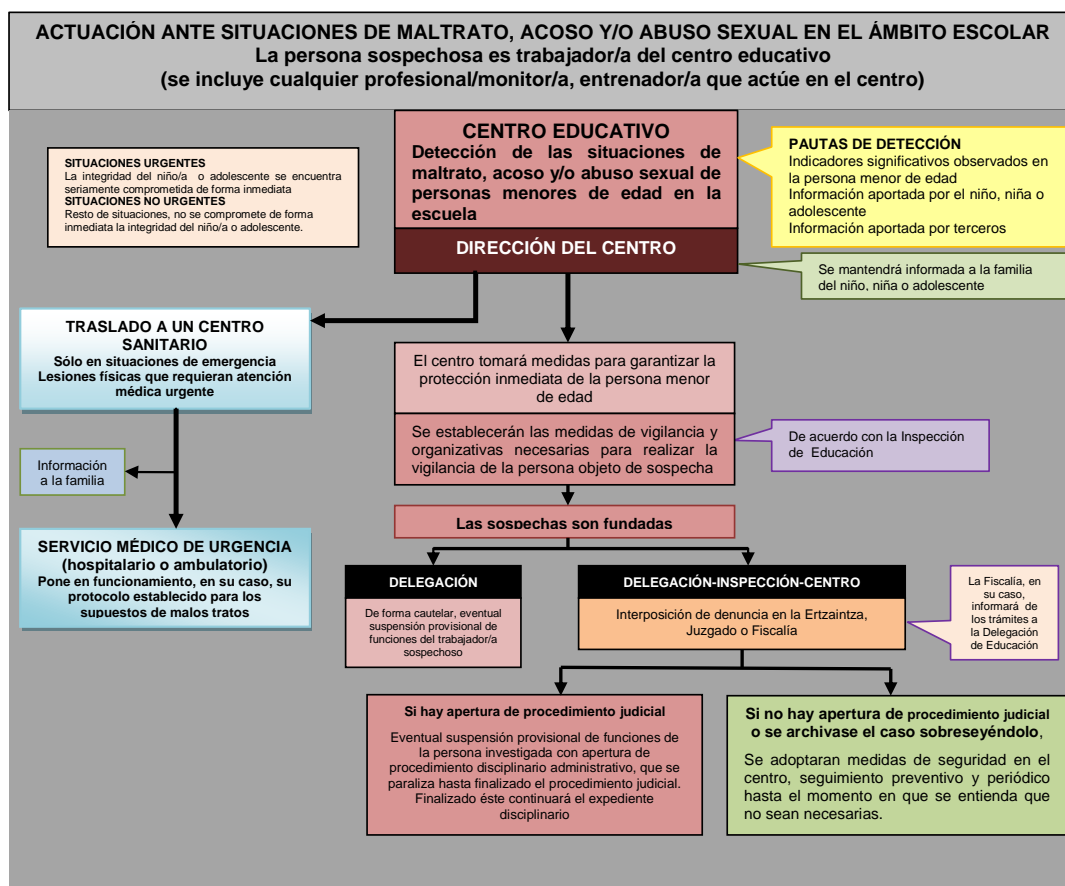 ACTUACIÓN ANTE SITUACIONES DE MALTRATO, ACOSO Y/O ABUSO SEXUAL EN EL ÁMBITO ESCOLAR
La persona sospechosa es trabajador/a del centro educativo
(se incluye cualquier profesional/monitor/a, entrenador/a que actúe en el centro)
SITUACIONES URGENTES
La integridad del niño/a o adolescente se encuentra
seriamente comprometida de forma inmediata
SITUACIONES NO URGENTES
Resto de situaciones, no se compromete de forma
inmediata la integridad del niño/a o adolescente.
CENTRO EDUCATIVO
Detección de las situaciones de
maltrato, acoso y/o abuso sexual de
personas menores de edad en la
escuela
DIRECCIÓN DEL CENTRO
PAUTAS DE DETECCIÓN
Indicadores significativos observados en
la persona menor de edad
Información aportada por el niño, niña o
adolescente
Información aportada por terceros
Se mantendrá informada a la familia
del niño, niña o adolescente
TRASLADO A UN CENTRO
SANITARIO
Sólo en situaciones de emergencia
Lesiones físicas que requieran atención
médica urgente
El centro tomará medidas para garantizar la
protección inmediata de la persona menor
de edad
Se establecerán las medidas de vigilancia y
organizativas necesarias para realizar la
vigilancia de la persona objeto de sospecha
De acuerdo con la Inspección
de Educación
Información
a la familia
Las sospechas son fundadas
SERVICIO MÉDICO DE URGENCIA
(hospitalario o ambulatorio)
Pone en funcionamiento, en su caso, su
protocolo establecido para los
supuestos de malos tratos
DELEGACIÓN
De forma cautelar, eventual
suspensión provisional de
funciones del trabajador/a
sospechoso
DELEGACIÓN-INSPECCIÓN-CENTRO
Interposición de denuncia en la Ertzaintza,
Juzgado o Fiscalía
La Fiscalía, en
su caso,
informará de
los trámites a
la Delegación
de Educación
Si hay apertura de procedimiento judicial
Eventual suspensión provisional de funciones de
la persona investigada con apertura de
procedimiento disciplinario administrativo, que se
paraliza hasta finalizado el procedimiento judicial.
Finalizado éste continuará el expediente
disciplinario
Si no hay apertura de procedimiento judicial
o se archivase el caso sobreseyéndolo,
Se adoptaran medidas de seguridad en el
centro, seguimiento preventivo y periódico
hasta el momento en que se entienda que
no sean necesarias.